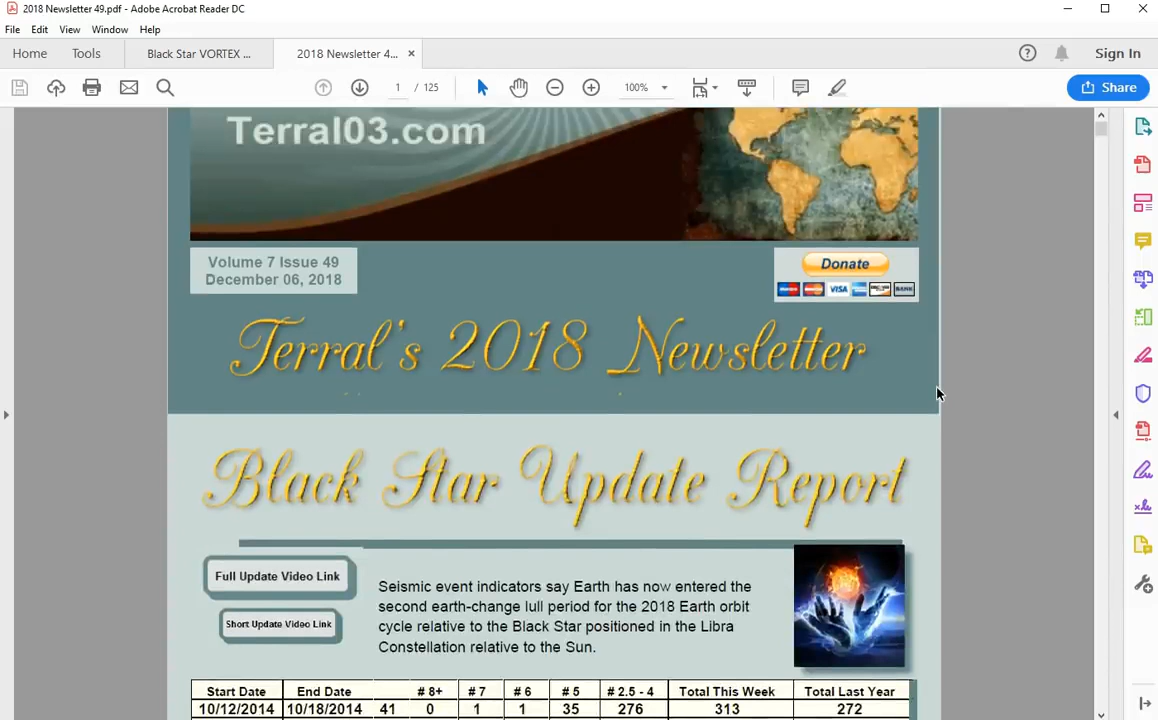 2018 Newsletter 49.pdf - Adobe Acrobat Reader DC
File Edit View Window Help
Home Tools Black Star VORTEX ... 2018 Newsletter 4... × Sign In
1 / 125 100% Share
Terral03.com
Volume 7 Issue 49
December 06, 2018
Donate
VISA BANK
Terral's 2018 Newsletter
Black Star Update Report
Full Update Video Link
Short Update Video Link
Seismic event indicators say Earth has now entered the
second earth-change lull period for the 2018 Earth orbit
cycle relative to the Black Star positioned in the Libra
Constellation relative to the Sun.
Start Date End Date # 8+ # 7 # 6 # 5 # 2.5 - 4 Total This Week Total Last Year
10/12/2014 10/18/2014 41 0 1 1 35 276 313 272